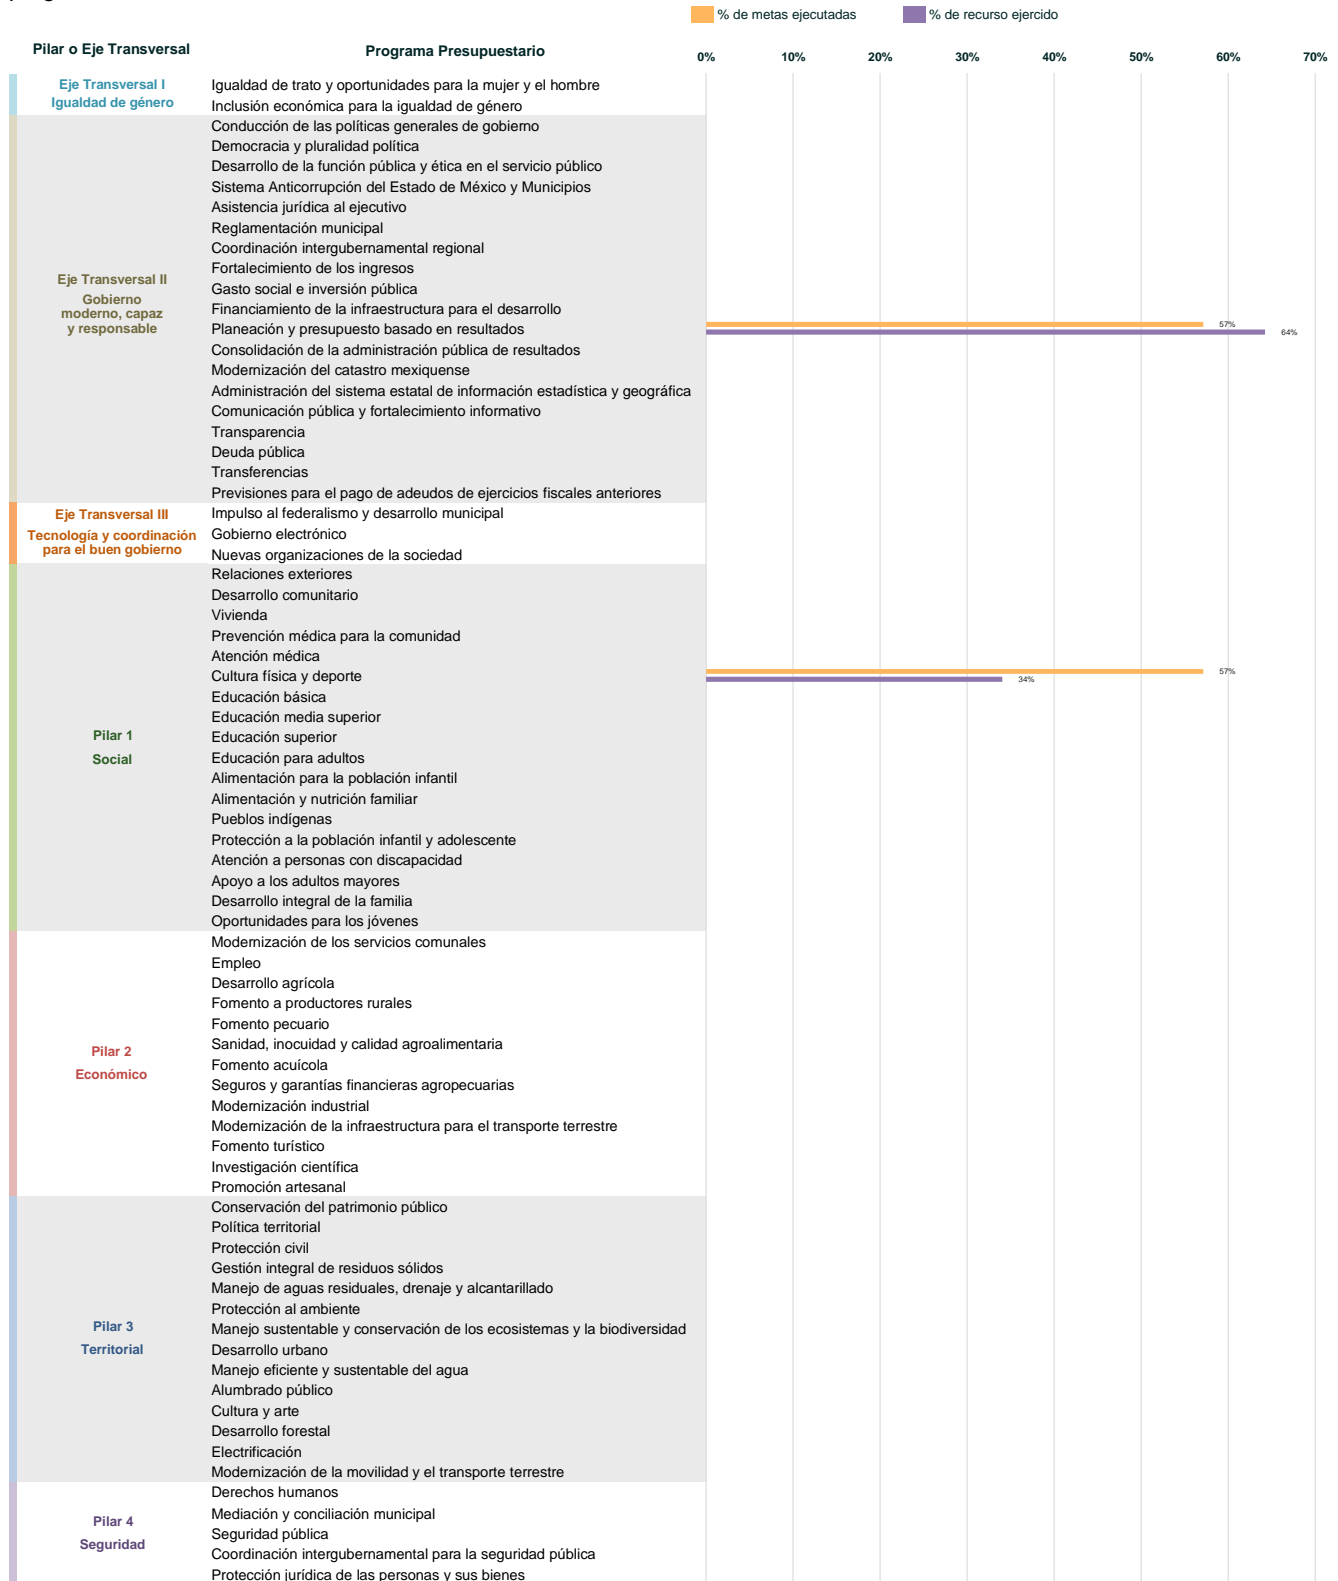 % de metas ejecutadas
% de recurso ejercido
Pilar o Eje Transversal
Programa Presupuestario
0% 10% 20% 30% 40% 50% 60% 70%
Eje Transversal I
Igualdad de género
Igualdad de trato y oportunidades para la mujer y el hombre
Inclusión económica para la igualdad de género
Eje Transversal II
Gobierno
moderno, capaz
y responsable
Conducción de las políticas generales de gobierno
Democracia y pluralidad política
Desarrollo de la función pública y ética en el servicio público
Sistema Anticorrupción del Estado de México y Municipios
Asistencia jurídica al ejecutivo
Reglamentación municipal
Coordinación intergubernamental regional
Fortalecimiento de los ingresos
Gasto social e inversión pública
Financiamiento de la infraestructura para el desarrollo
Planeación y presupuesto basado en resultados
57%
64%
Consolidación de la administración pública de resultados
Modernización del catastro mexiquense
Administración del sistema estatal de información estadística y geográfica
Comunicación pública y fortalecimiento informativo
Transparencia
Deuda pública
Transferencias
Previsiones para el pago de adeudos de ejercicios fiscales anteriores
Eje Transversal III
Tecnología y coordinación
para el buen gobierno
Impulso al federalismo y desarrollo municipal
Gobierno electrónico
Nuevas organizaciones de la sociedad
Pilar 1
Social
Relaciones exteriores
Desarrollo comunitario
Vivienda
Prevención médica para la comunidad
Atención médica
Cultura física y deporte
57%
34%
Educación básica
Educación media superior
Educación superior
Educación para adultos
Alimentación para la población infantil
Alimentación y nutrición familiar
Pueblos indígenas
Protección a la población infantil y adolescente
Atención a personas con discapacidad
Apoyo a los adultos mayores
Desarrollo integral de la familia
Oportunidades para los jóvenes
Pilar 2
Económico
Modernización de los servicios comunales
Empleo
Desarrollo agrícola
Fomento a productores rurales
Fomento pecuario
Sanidad, inocuidad y calidad agroalimentaria
Fomento acuícola
Seguros y garantías financieras agropecuarias
Modernización industrial
Modernización de la infraestructura para el transporte terrestre
Fomento turístico
Investigación científica
Promoción artesanal
Pilar 3
Territorial
Conservación del patrimonio público
Política territorial
Protección civil
Gestión integral de residuos sólidos
Manejo de aguas residuales, drenaje y alcantarillado
Protección al ambiente
Manejo sustentable y conservación de los ecosistemas y la biodiversidad
Desarrollo urbano
Manejo eficiente y sustentable del agua
Alumbrado público
Cultura y arte
Desarrollo forestal
Electrificación
Modernización de la movilidad y el transporte terrestre
Pilar 4
Seguridad
Derechos humanos
Mediación y conciliación municipal
Seguridad pública
Coordinación intergubernamental para la seguridad pública
Protección jurídica de las personas y sus bienes